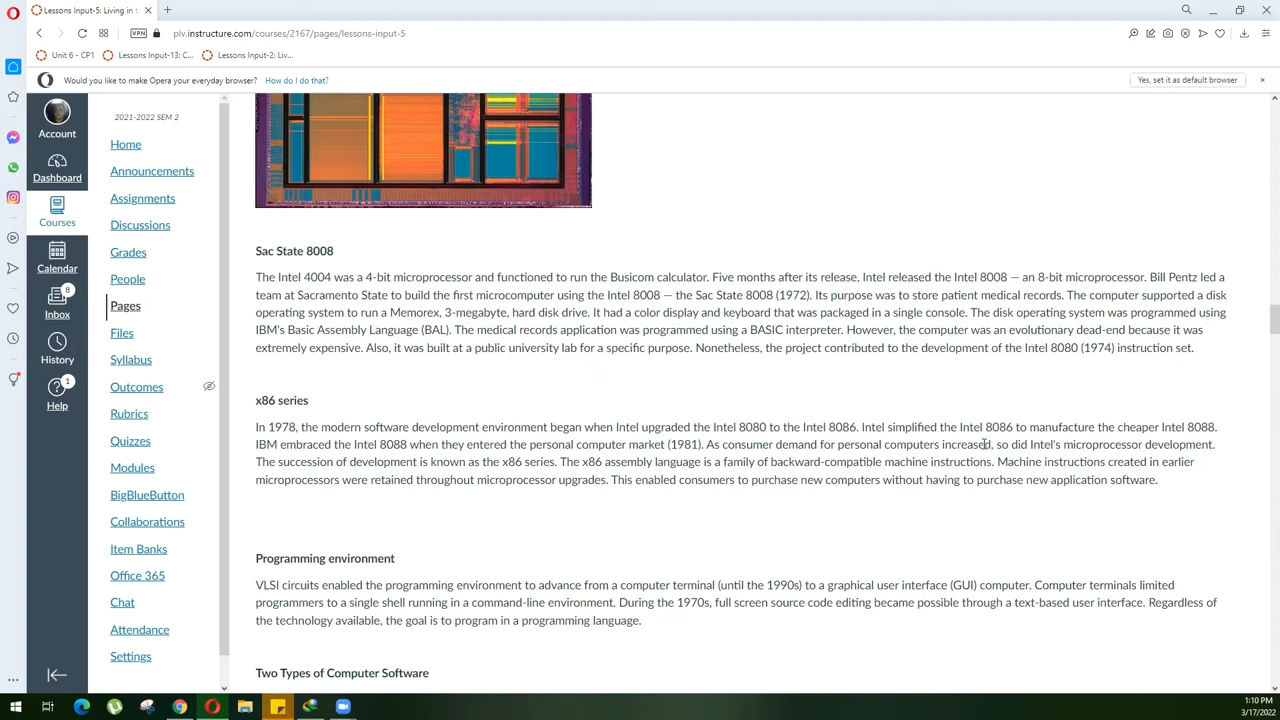 Lessons Input-5: Living in t
VPN
plv.instructure.com/courses/2167/pages/lessons-input-5
Unit 6 - CP1
Lessons Input-13: C...
Lessons Input-2: Liv...
Would you like to make Opera your everyday browser? How do I do that?
Yes, set it as default browser
Account
Dashboard
Courses
Calendar
8
Inbox
History
1
Help
2021-2022 SEM 2
Home
Announcements
Assignments
Discussions
Grades
People
Pages
Files
Syllabus
Outcomes
Rubrics
Quizzes
Modules
BigBlueButton
Collaborations
Item Banks
Office 365
Chat
Attendance
Settings
Sac State 8008
The Intel 4004 was a 4-bit microprocessor and functioned to run the Busicom calculator. Five months after its release, Intel released the Intel 8008 — an 8-bit microprocessor. Bill Pentz led a
team at Sacramento State to build the first microcomputer using the Intel 8008 — the Sac State 8008 (1972). Its purpose was to store patient medical records. The computer supported a disk
operating system to run a Memorex, 3-megabyte, hard disk drive. It had a color display and keyboard that was packaged in a single console. The disk operating system was programmed using
IBM's Basic Assembly Language (BAL). The medical records application was programmed using a BASIC interpreter. However, the computer was an evolutionary dead-end because it was
extremely expensive. Also, it was built at a public university lab for a specific purpose. Nonetheless, the project contributed to the development of the Intel 8080 (1974) instruction set.
x86 series
In 1978, the modern software development environment began when Intel upgraded the Intel 8080 to the Intel 8086. Intel simplified the Intel 8086 to manufacture the cheaper Intel 8088.
IBM embraced the Intel 8088 when they entered the personal computer market (1981). As consumer demand for personal computers increased, so did Intel's microprocessor development.
The succession of development is known as the x86 series. The x86 assembly language is a family of backward-compatible machine instructions. Machine instructions created in earlier
microprocessors were retained throughout microprocessor upgrades. This enabled consumers to purchase new computers without having to purchase new application software.
Programming environment
VLSI circuits enabled the programming environment to advance from a computer terminal (until the 1990s) to a graphical user interface (GUI) computer. Computer terminals limited
programmers to a single shell running in a command-line environment. During the 1970s, full screen source code editing became possible through a text-based user interface. Regardless of
the technology available, the goal is to program in a programming language.
Two Types of Computer Software
1:10 PM
3/17/2022